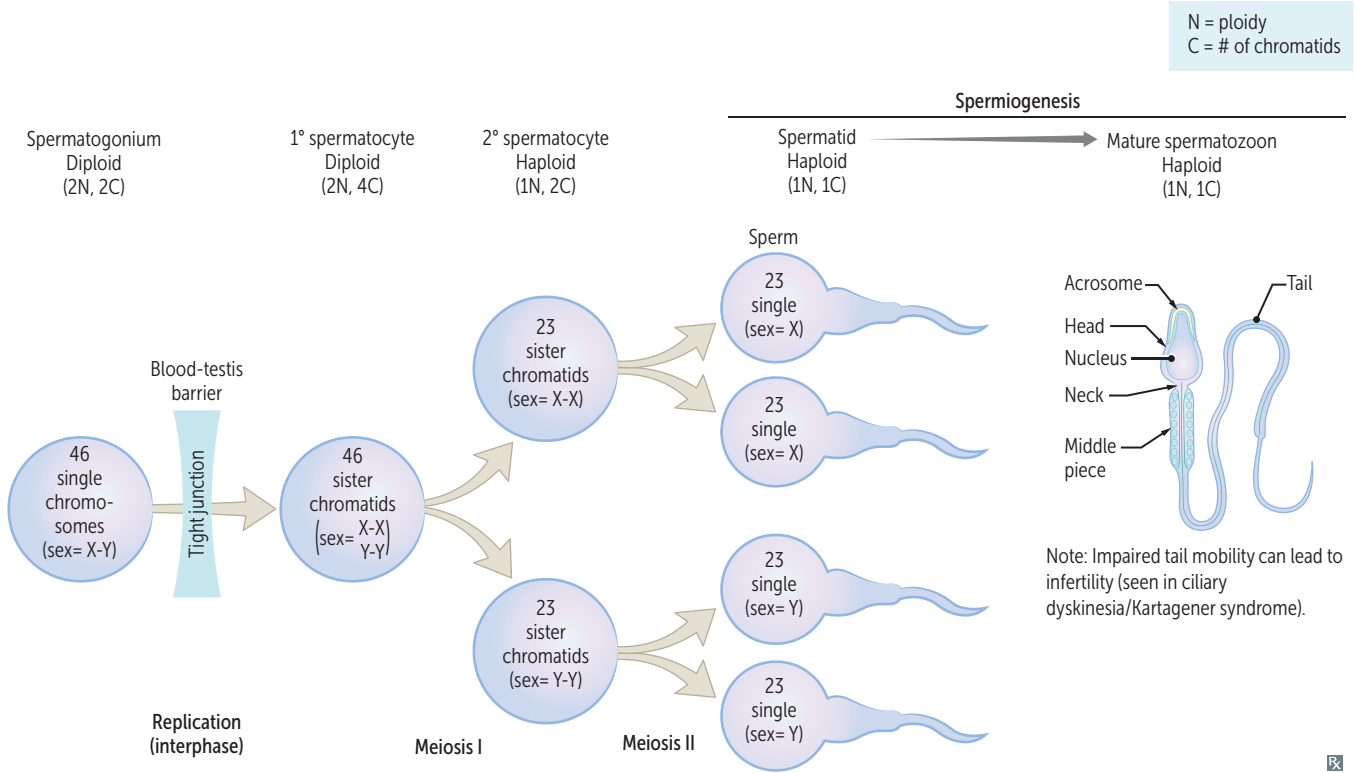 N = ploidy
C = # of chromatids
Spermiogenesis
Spermatogonium
Diploid
(2N, 2C)
1° spermatocyte
Diploid
(2N, 4C)
2° spermatocyte
Haploid
(1N, 2C)
Spermatid
Haploid
(1N, 1C)
Mature spermatozoon
Haploid
(1N, 1C)
Sperm
Blood-testis
barrier
Tight junction
46
single
chromo-
somes
(sex= X-Y)
46
sister
chromatids
(sex= X-X
Y-Y)
23
sister
chromatids
(sex= X-X)
23
sister
chromatids
(sex= Y-Y)
23
single
(sex= X)
23
single
(sex= X)
23
single
(sex= Y)
23
single
(sex= Y)
Acrosome
Head
Nucleus
Neck
Middle
piece
Tail
Note: Impaired tail mobility can lead to
infertility (seen in ciliary
dyskinesia/Kartagener syndrome).
Replication
(interphase)
Meiosis I
Meiosis II
Rx